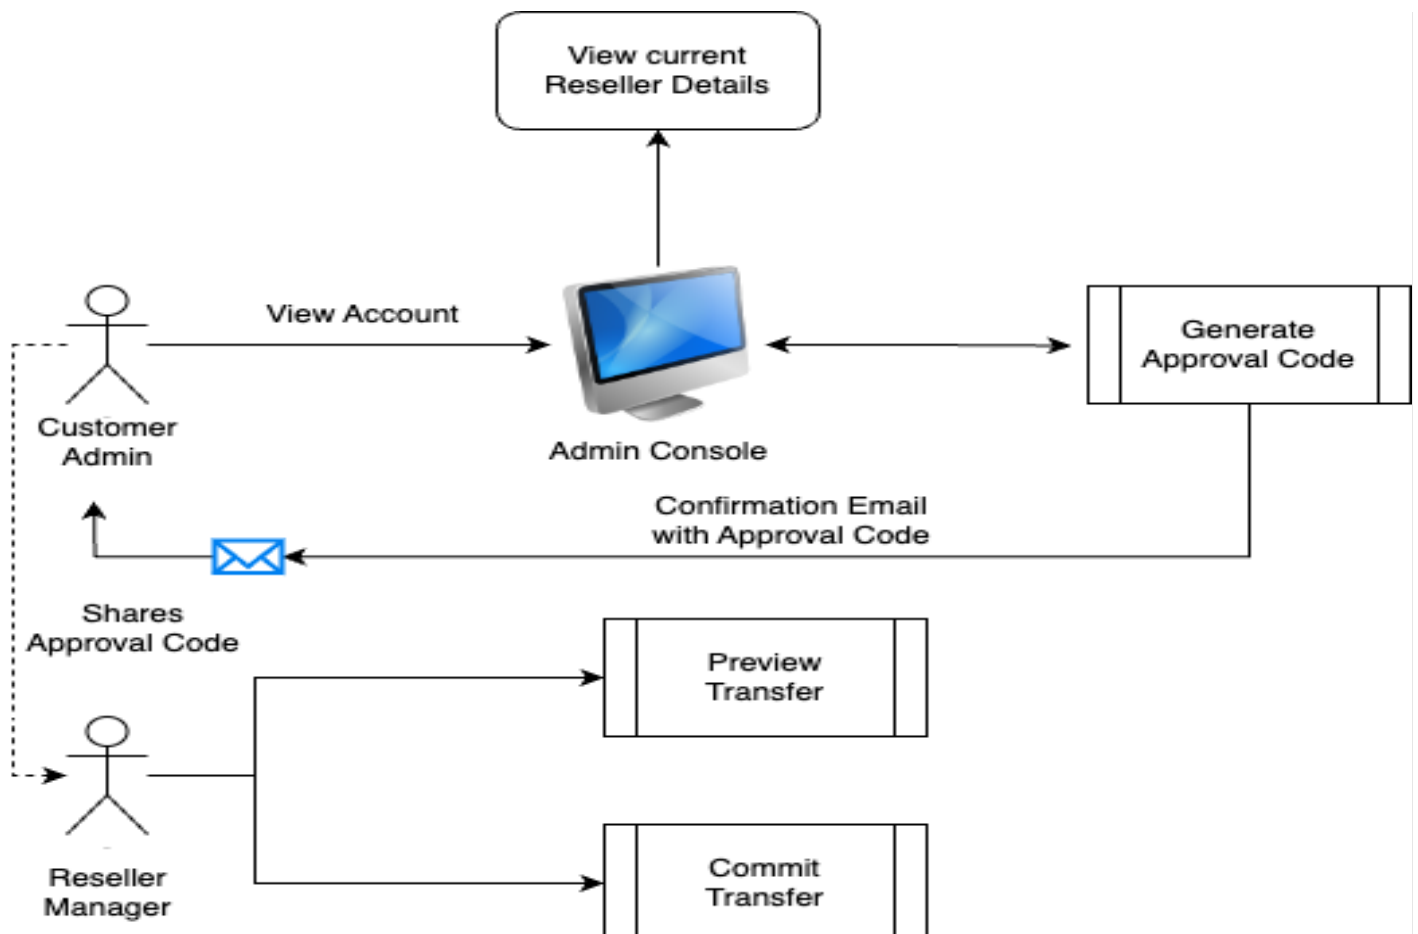 View current
Reseller Details
View Account
Generate
Approval Code
Customer
Admin
Admin Console
Confirmation Email
with Approval Code
Shares
Approval Code
Preview
Transfer
Reseller
Manager
Commit
Transfer